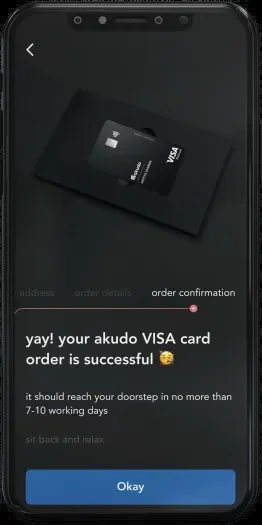 akudo
VISA
address
order details
order confirmation
yay! your akudo VISA card
order is successful 🥳
it should reach your doorstep in no more than
7-10 working days
sit back and relax
Okay